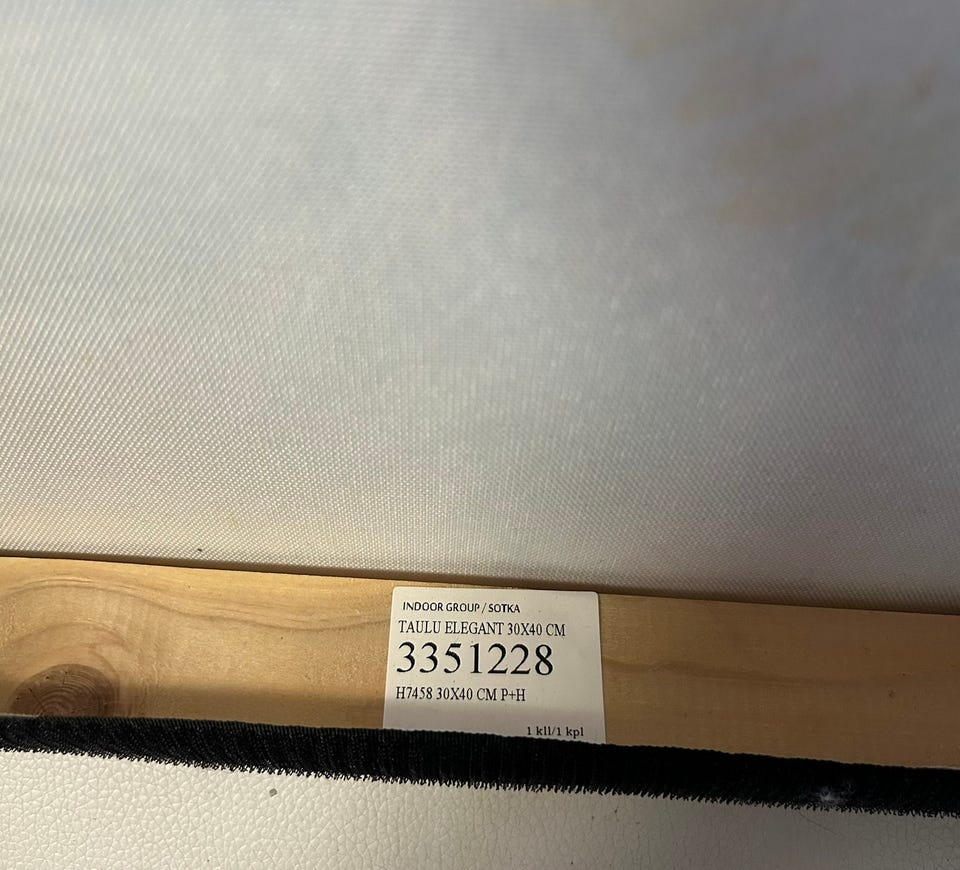 INDOOR GROUP / SOTKA
TAULU ELEGANT 30X40 CM
3351228
H7458 30X40 CM P+H
1 kll/1 kpl